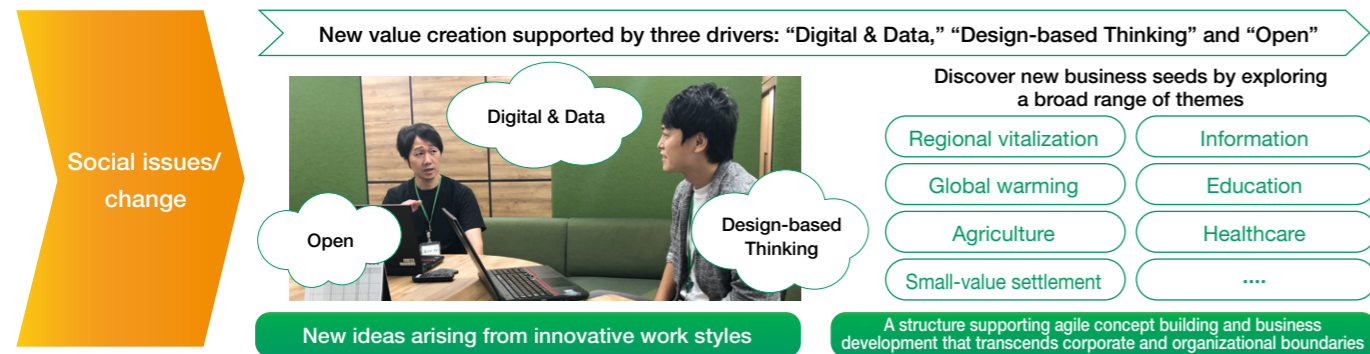 New value creation supported by three drivers: “Digital & Data,” “Design-based Thinking” and “Open”
Social issues/
change
Digital & Data
Open
Design-based
Thinking
New ideas arising from innovative work styles
Discover new business seeds by exploring
a broad range of themes
Regional vitalization
Information
Global warming
Education
Agriculture
Healthcare
Small-value settlement
....
A structure supporting agile concept building and business
development that transcends corporate and organizational boundaries